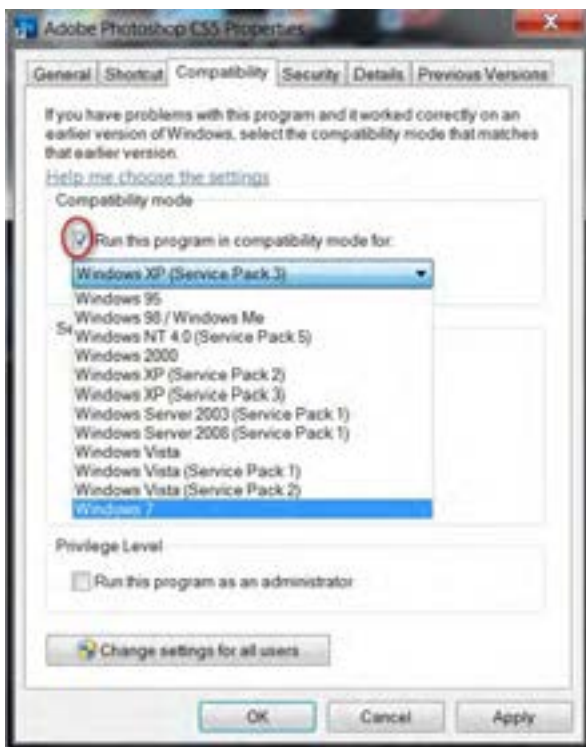 Adobe Photoshop CS5 Properties
General Shortcut Compatibility Security Details Previous Versions
If you have problems with this program and it worked correctly on an
earlier version of Windows, select the compatibility mode that matches
that earlier version.
Help me choose the settings
Compatibility mode
Run this program in compatibility mode for:
Windows XP (Service Pack 3)
Windows 95
Windows 98 / Windows Me
Se
Windows NT 4.0 (Service Pack 5)
Windows 2000
Windows XP (Service Pack 2)
Windows XP (Service Pack 3)
Windows Server 2003 (Service Pack 1)
Windows Server 2008 (Service Pack 1)
Windows Vista
Windows Vista (Service Pack 1)
Windows Vista (Service Pack 2)
Windows 7
Privilege Level
Run this program as an administrator
Change settings for all users
OK Cancel Apply